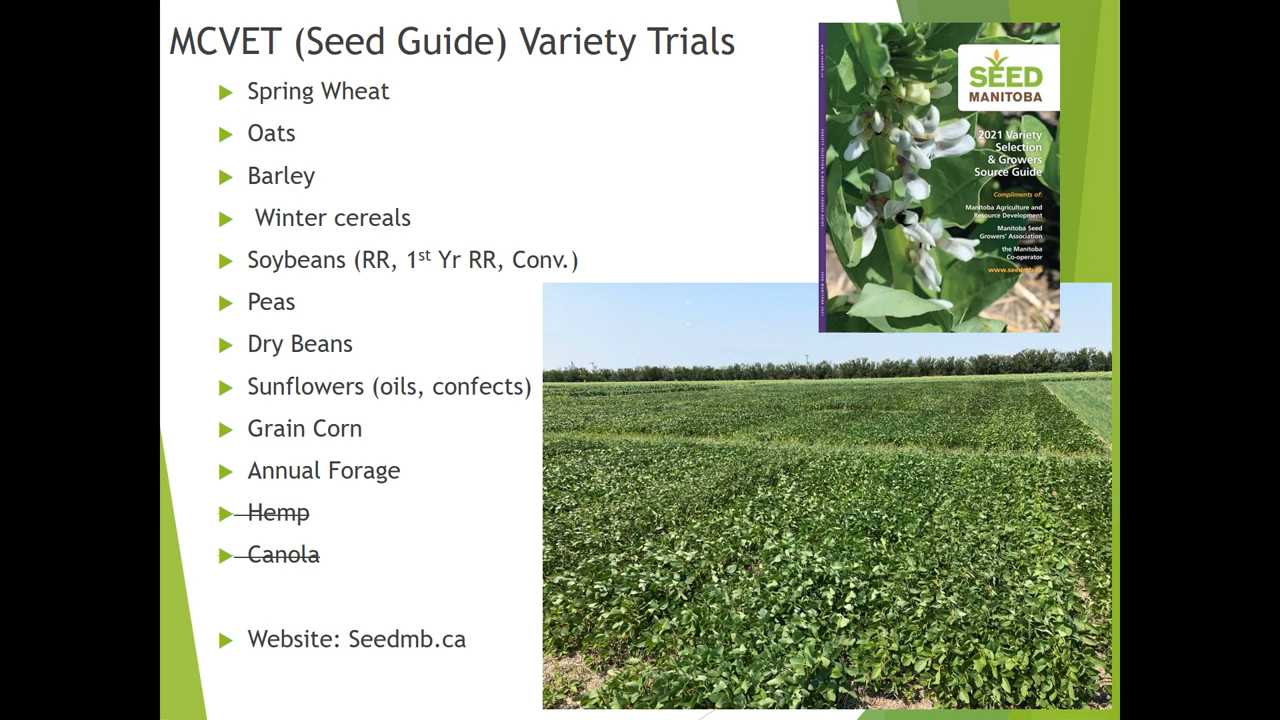 MCVET (Seed Guide) Variety Trials
Spring Wheat
Oats
Barley
Winter cereals
Soybeans (RR, 1st Yr RR, Conv.)
Peas
Dry Beans
Sunflowers (oils, confects)
Grain Corn
Annual Forage
Hemp
Canola
Website: Seedmb.ca
SEED
MANITOBA
2021 Variety
Selection
& Growers
Source Guide
Compliments of:
Manitoba Agriculture and
Resource Development
Manitoba Seed
Growers' Association
the Manitoba
Co-operator
www.seedmb.ca